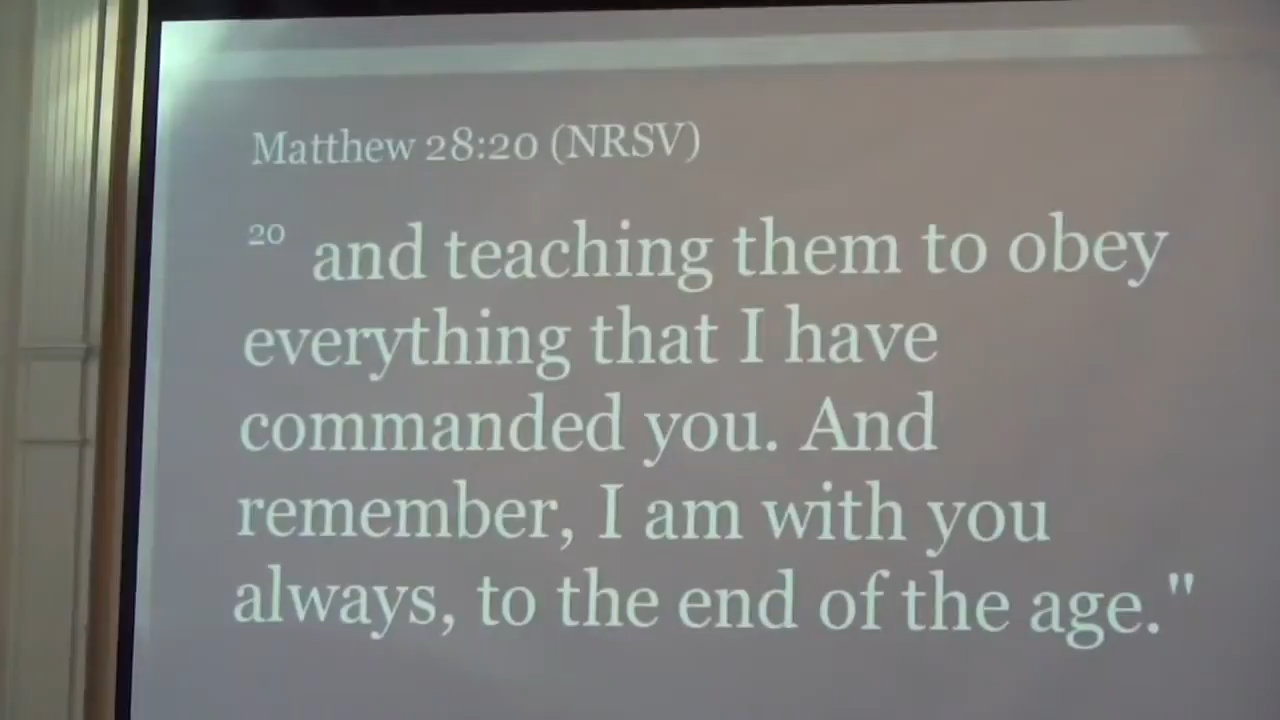 Matthew 28:20 (NRSV)
20 and teaching them to obey
everything that I have
commanded you. And
remember, I am with you
always, to the end of the age."